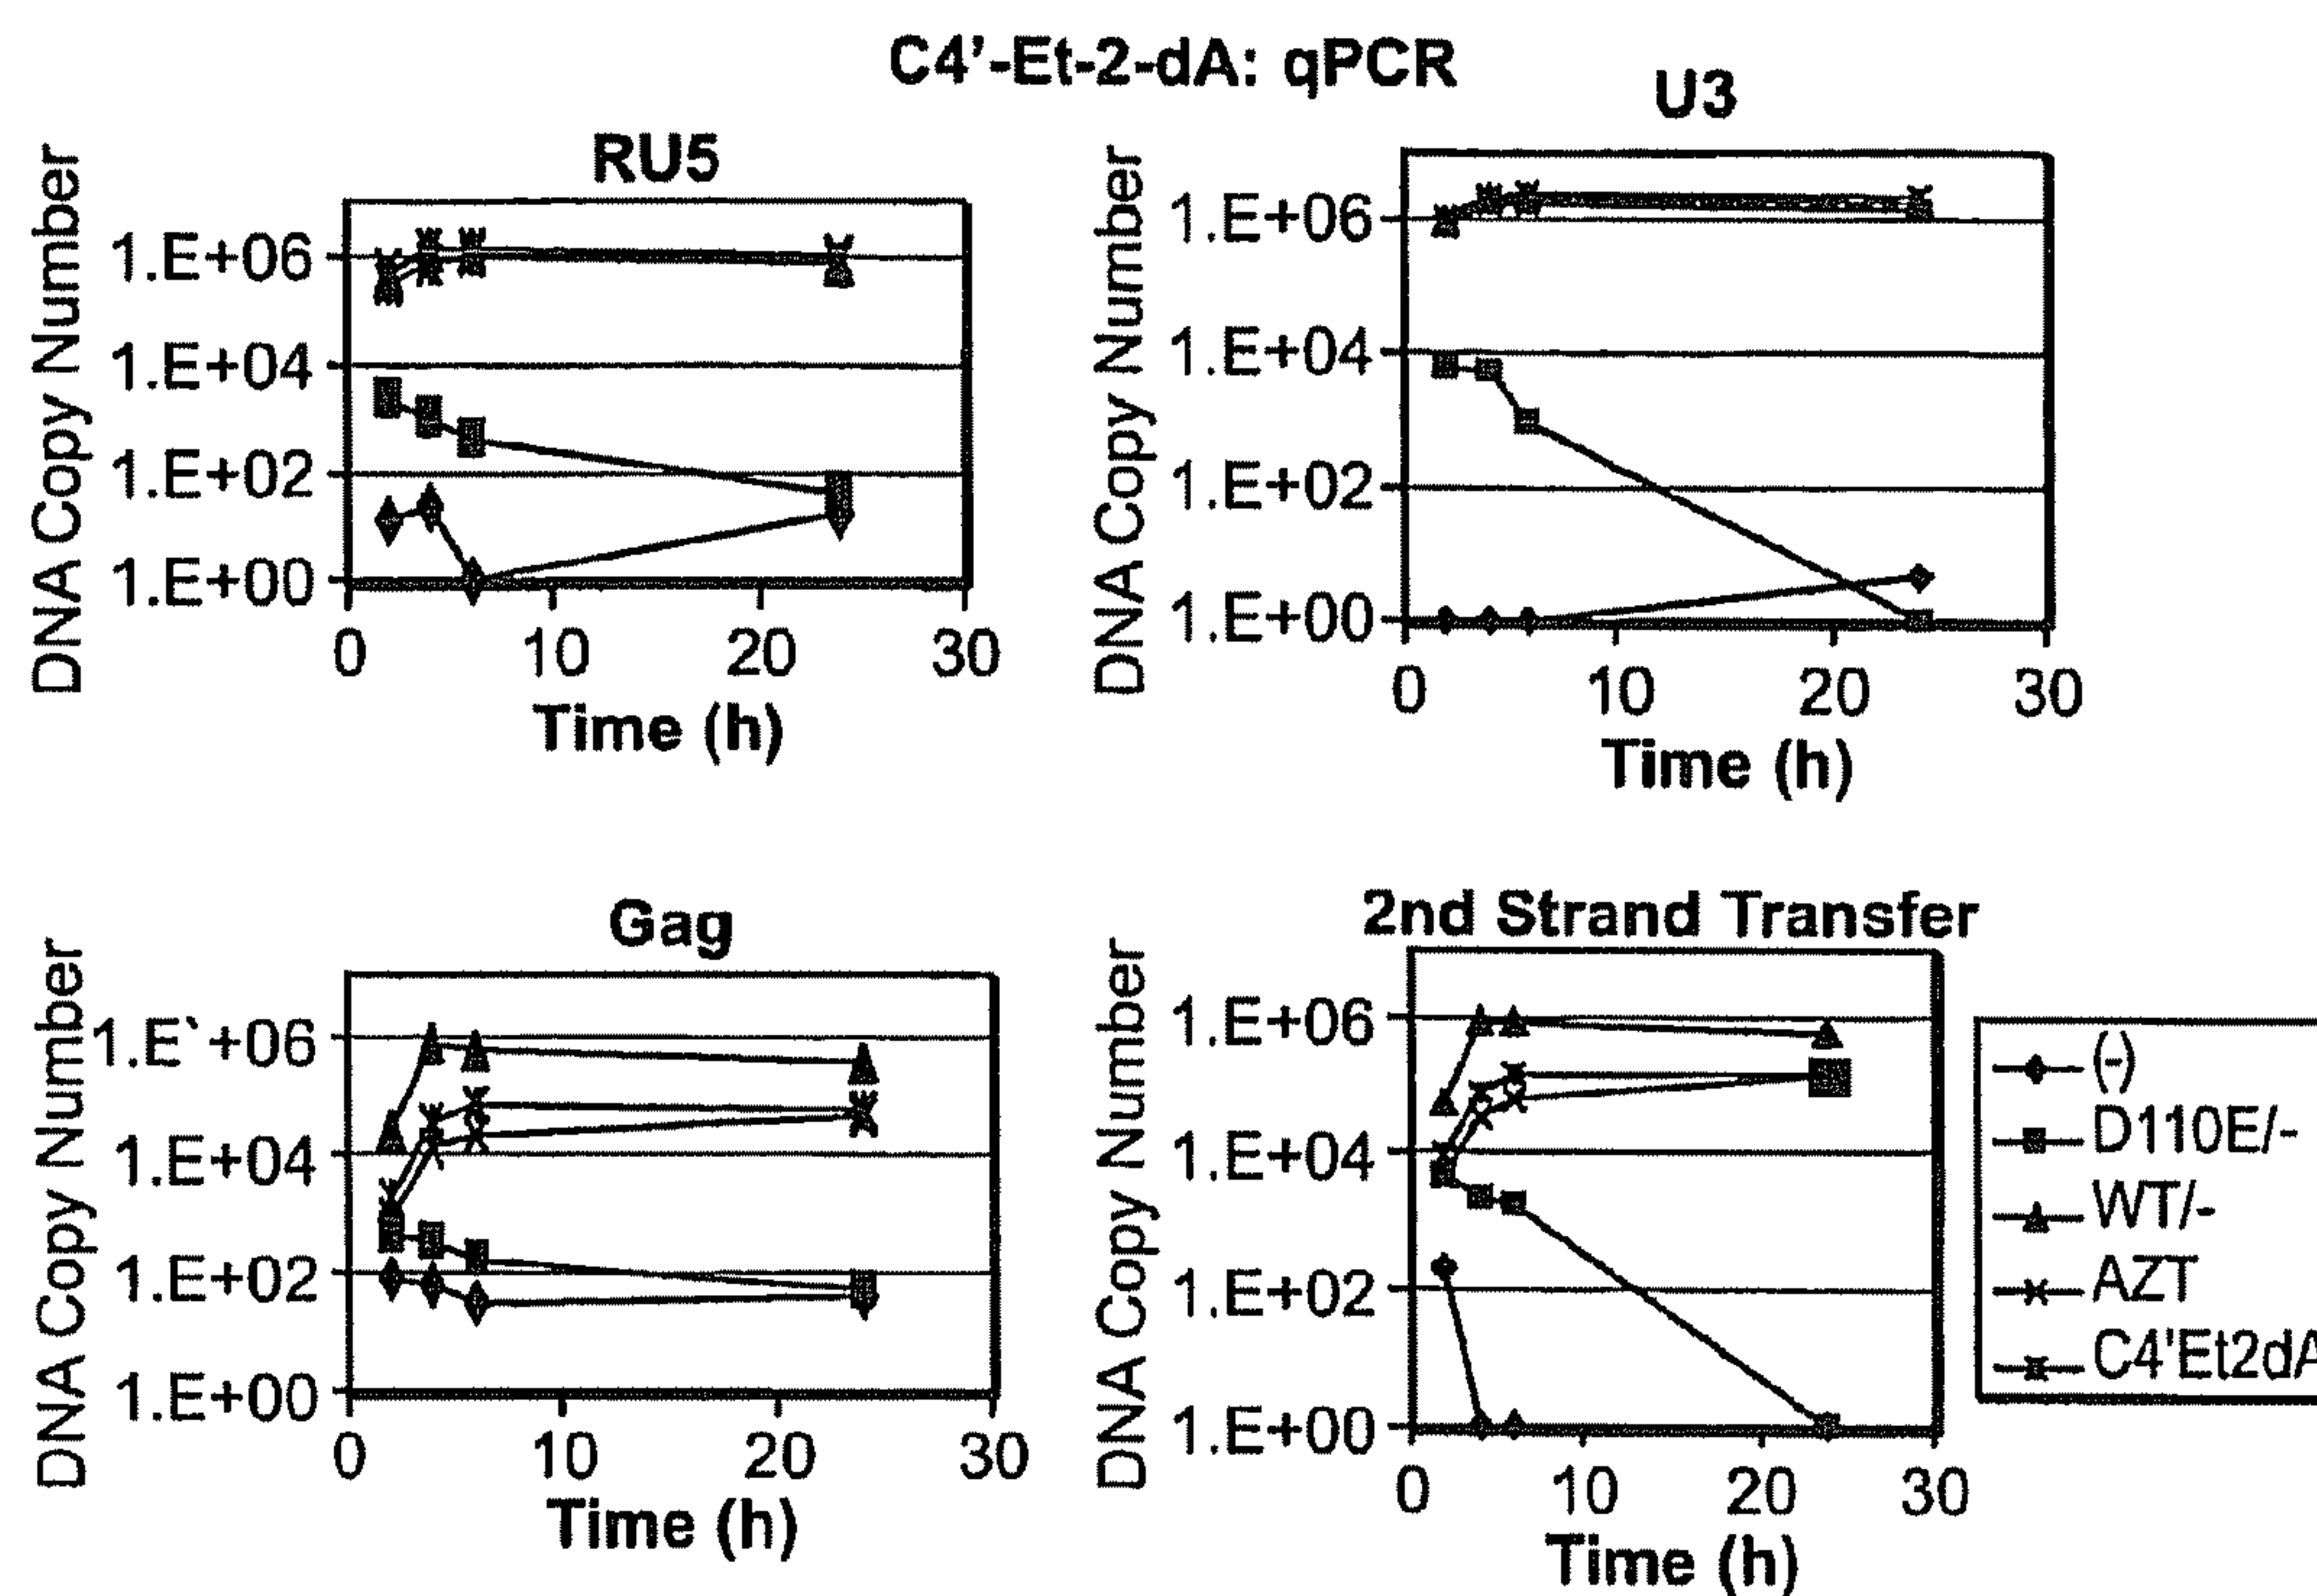 C4'-Et-2-dA: qPCR
RU5
DNA Copy Number
1.E+06
1.E+04
1.E+02
1.E+00
0 10 20 30
Time (h)
U3
DNA Copy Number
1.E+06
1.E+04
1.E+02
1.E+00
0 10 20 30
Time (h)
Gag
DNA Copy Number
1.E`+06
1.E+04
1.E+02
1.E+00
0 10 20 30
Time (h)
2nd Strand Transfer
DNA Copy Number
1.E+06
1.E+04
1.E+02
1.E+00
0 10 20 30
Time (h)
(-)
D110E/-
WT/-
AZT
C4'Et2dA